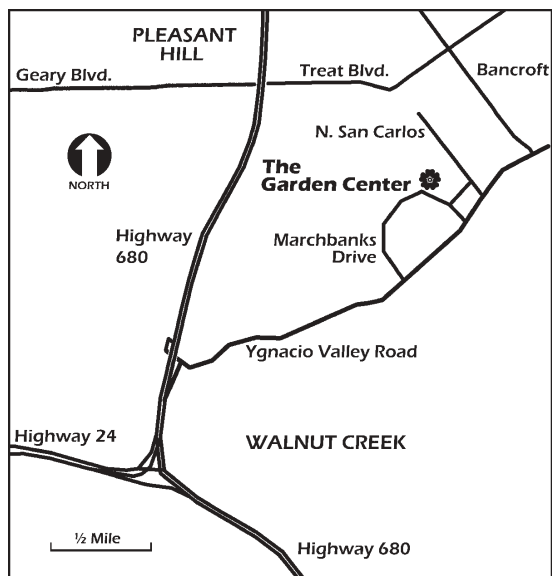 PLEASANT
HILL
Geary Blvd.
Treat Blvd.
Bancroft
N. San Carlos
NORTH
The
Garden Center
Highway
680
Marchbanks
Drive
Ygnacio Valley Road
Highway 24
WALNUT CREEK
½ Mile
Highway 680